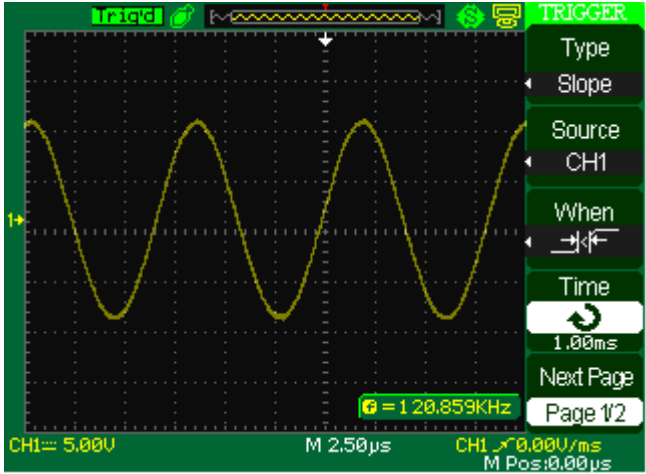 Trig'd S TRIGGER
Type
Slope
Source
CH1
When
Time
1.00ms
Next Page
Page 1/2
1
f =120.859KHz
CH1 5.00V M 2.50µs CH1 0.00V/ms
M Pos:0.00µs